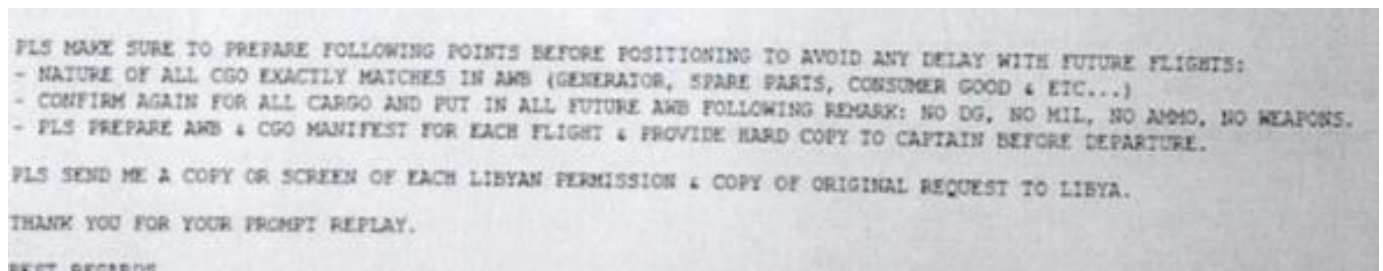 PLS MAKE SURE TO PREPARE FOLLOWING POINTS BEFORE POSITIONING TO AVOID ANY DELAY WITH FUTURE FLIGHTS:
- NATURE OF ALL CGO EXACTLY MATCHES IN AWB (GENERATOR, SPARE PARTS, CONSUMER GOOD & ETC...)
- CONFIRM AGAIN FOR ALL CARGO AND PUT IN ALL FUTURE AWB FOLLOWING REMARK: NO DG, NO MIL, NO AMMO, NO WEAPONS.
- PLS PREPARE AWB & CGO MANIFEST FOR EACH FLIGHT & PROVIDE HARD COPY TO CAPTAIN BEFORE DEPARTURE.
PLS SEND ME A COPY OR SCREEN OF EACH LIBYAN PERMISSION & COPY OF ORIGINAL REQUEST TO LIBYA.
THANK YOU FOR YOUR PROMPT REPLAY.
BEST REGARDS